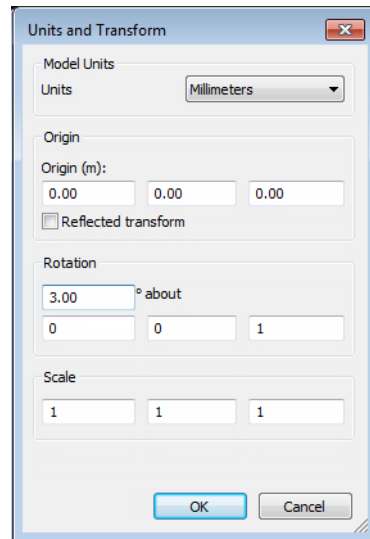 Units and Transform
Model Units
Units Millimeters
Origin
Origin (m):
0.00 0.00 0.00
Reflected transform
Rotation
3.00 ° about
0 0 1
Scale
1 1 1
OK Cancel